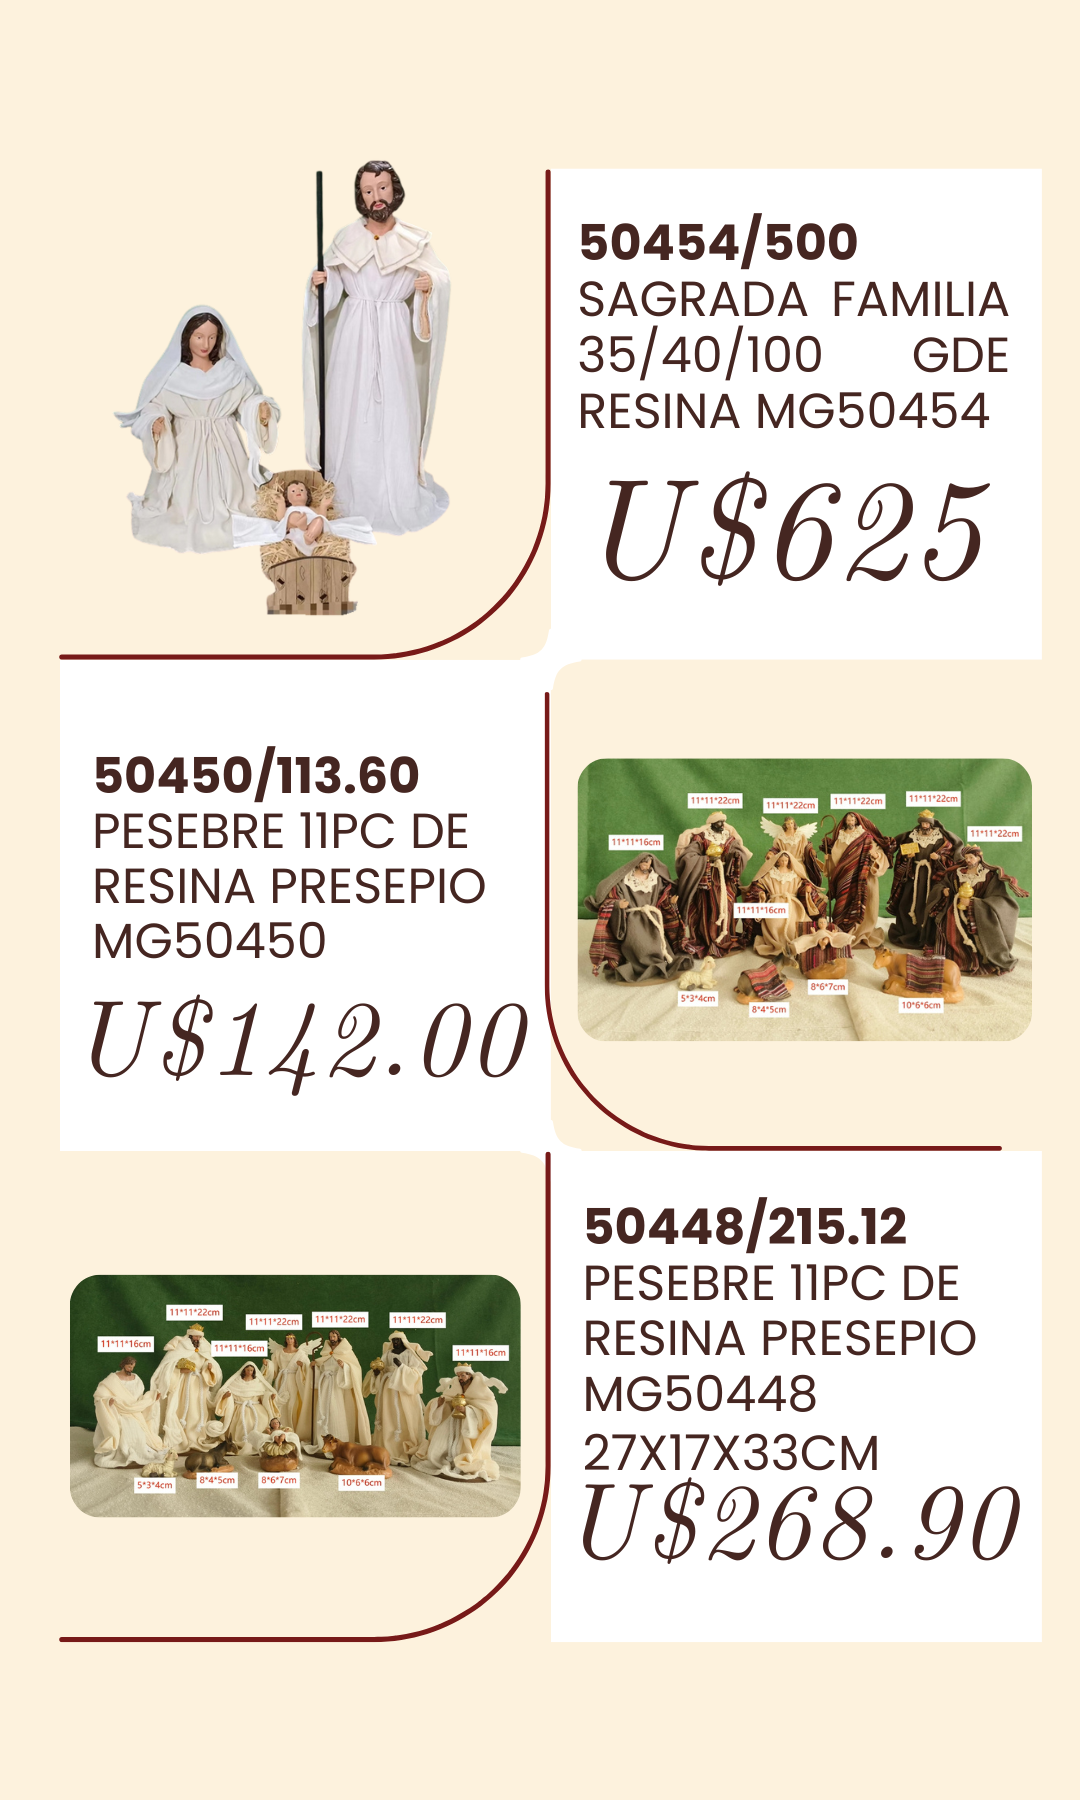 50454/500
SAGRADA FAMILIA
35/40/100 GDE
RESINA MG50454
U$625
50450/113.60
PESEBRE 11PC DE
RESINA PRESEPIO
MG50450
U$142.00
11*11*22cm
11*11*22cm
11*11*22cm
11*11*22cm
11*11*22cm
11*11*16cm
11*11*16cm
8*6*7cm
5*3*4cm
8*4*5cm
10*6*6cm
11*11*22cm
11*11*22cm
11*11*22cm
11*11*22cm
11*11*16cm
11*11*16cm
11*11*16cm
5*3*4cm
8*4*5cm
8*6*7cm
10*6*6cm
50448/215.12
PESEBRE 11PC DE
RESINA PRESEPIO
MG50448
27X17X33CM
U$268.90